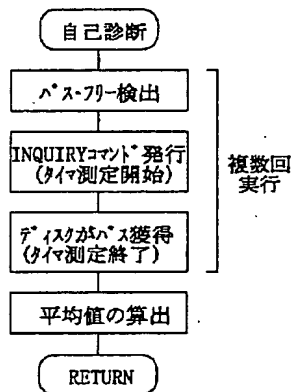 自己診断
バス・フリー検出
INQUIRYコマンド発行
(タイマ測定開始)
ディスクがバス獲得
(タイマ測定終了)
複数回
実行
平均値の算出
RETURN